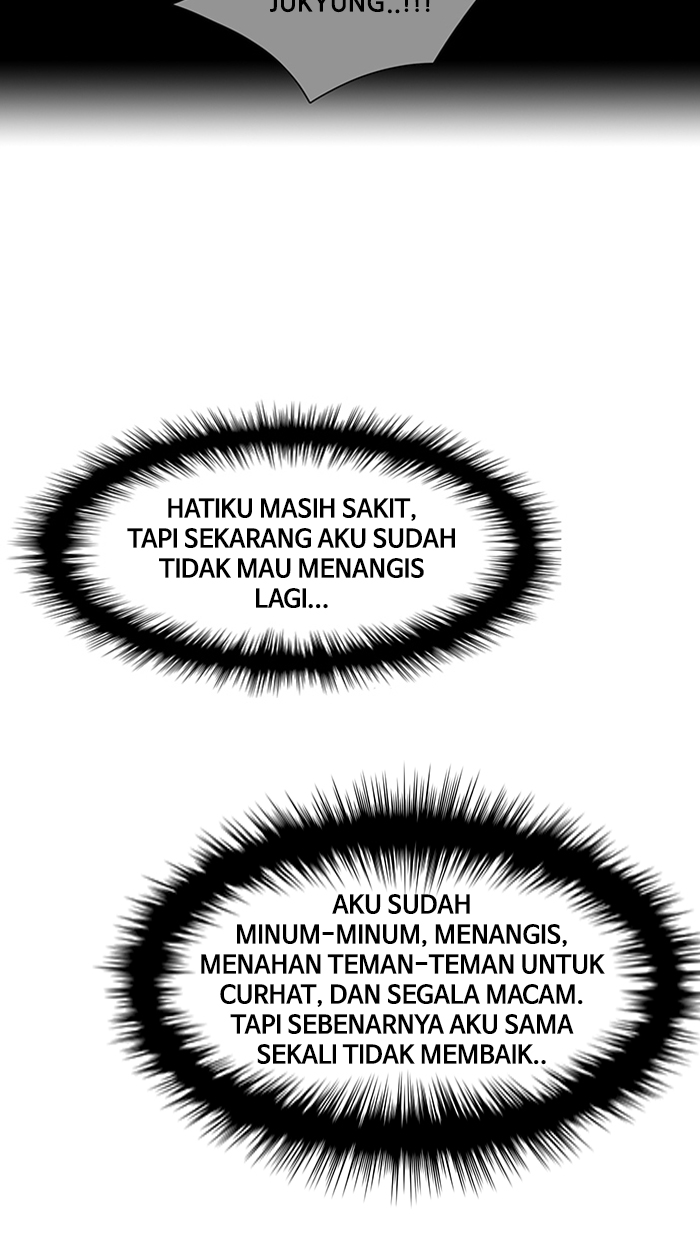 JUKYUNG..!!!
HATIKU MASIH SAKIT,
TAPI SEKARANG AKU SUDAH
TIDAK MAU MENANGIS
LAGI...
AKU SUDAH
MINUM-MINUM, MENANGIS,
MENAHAN TEMAN-TEMAN UNTUK
CURHAT, DAN SEGALA MACAM.
TAPI SEBENARNYA AKU SAMA
SEKALI TIDAK MEMBAIK..